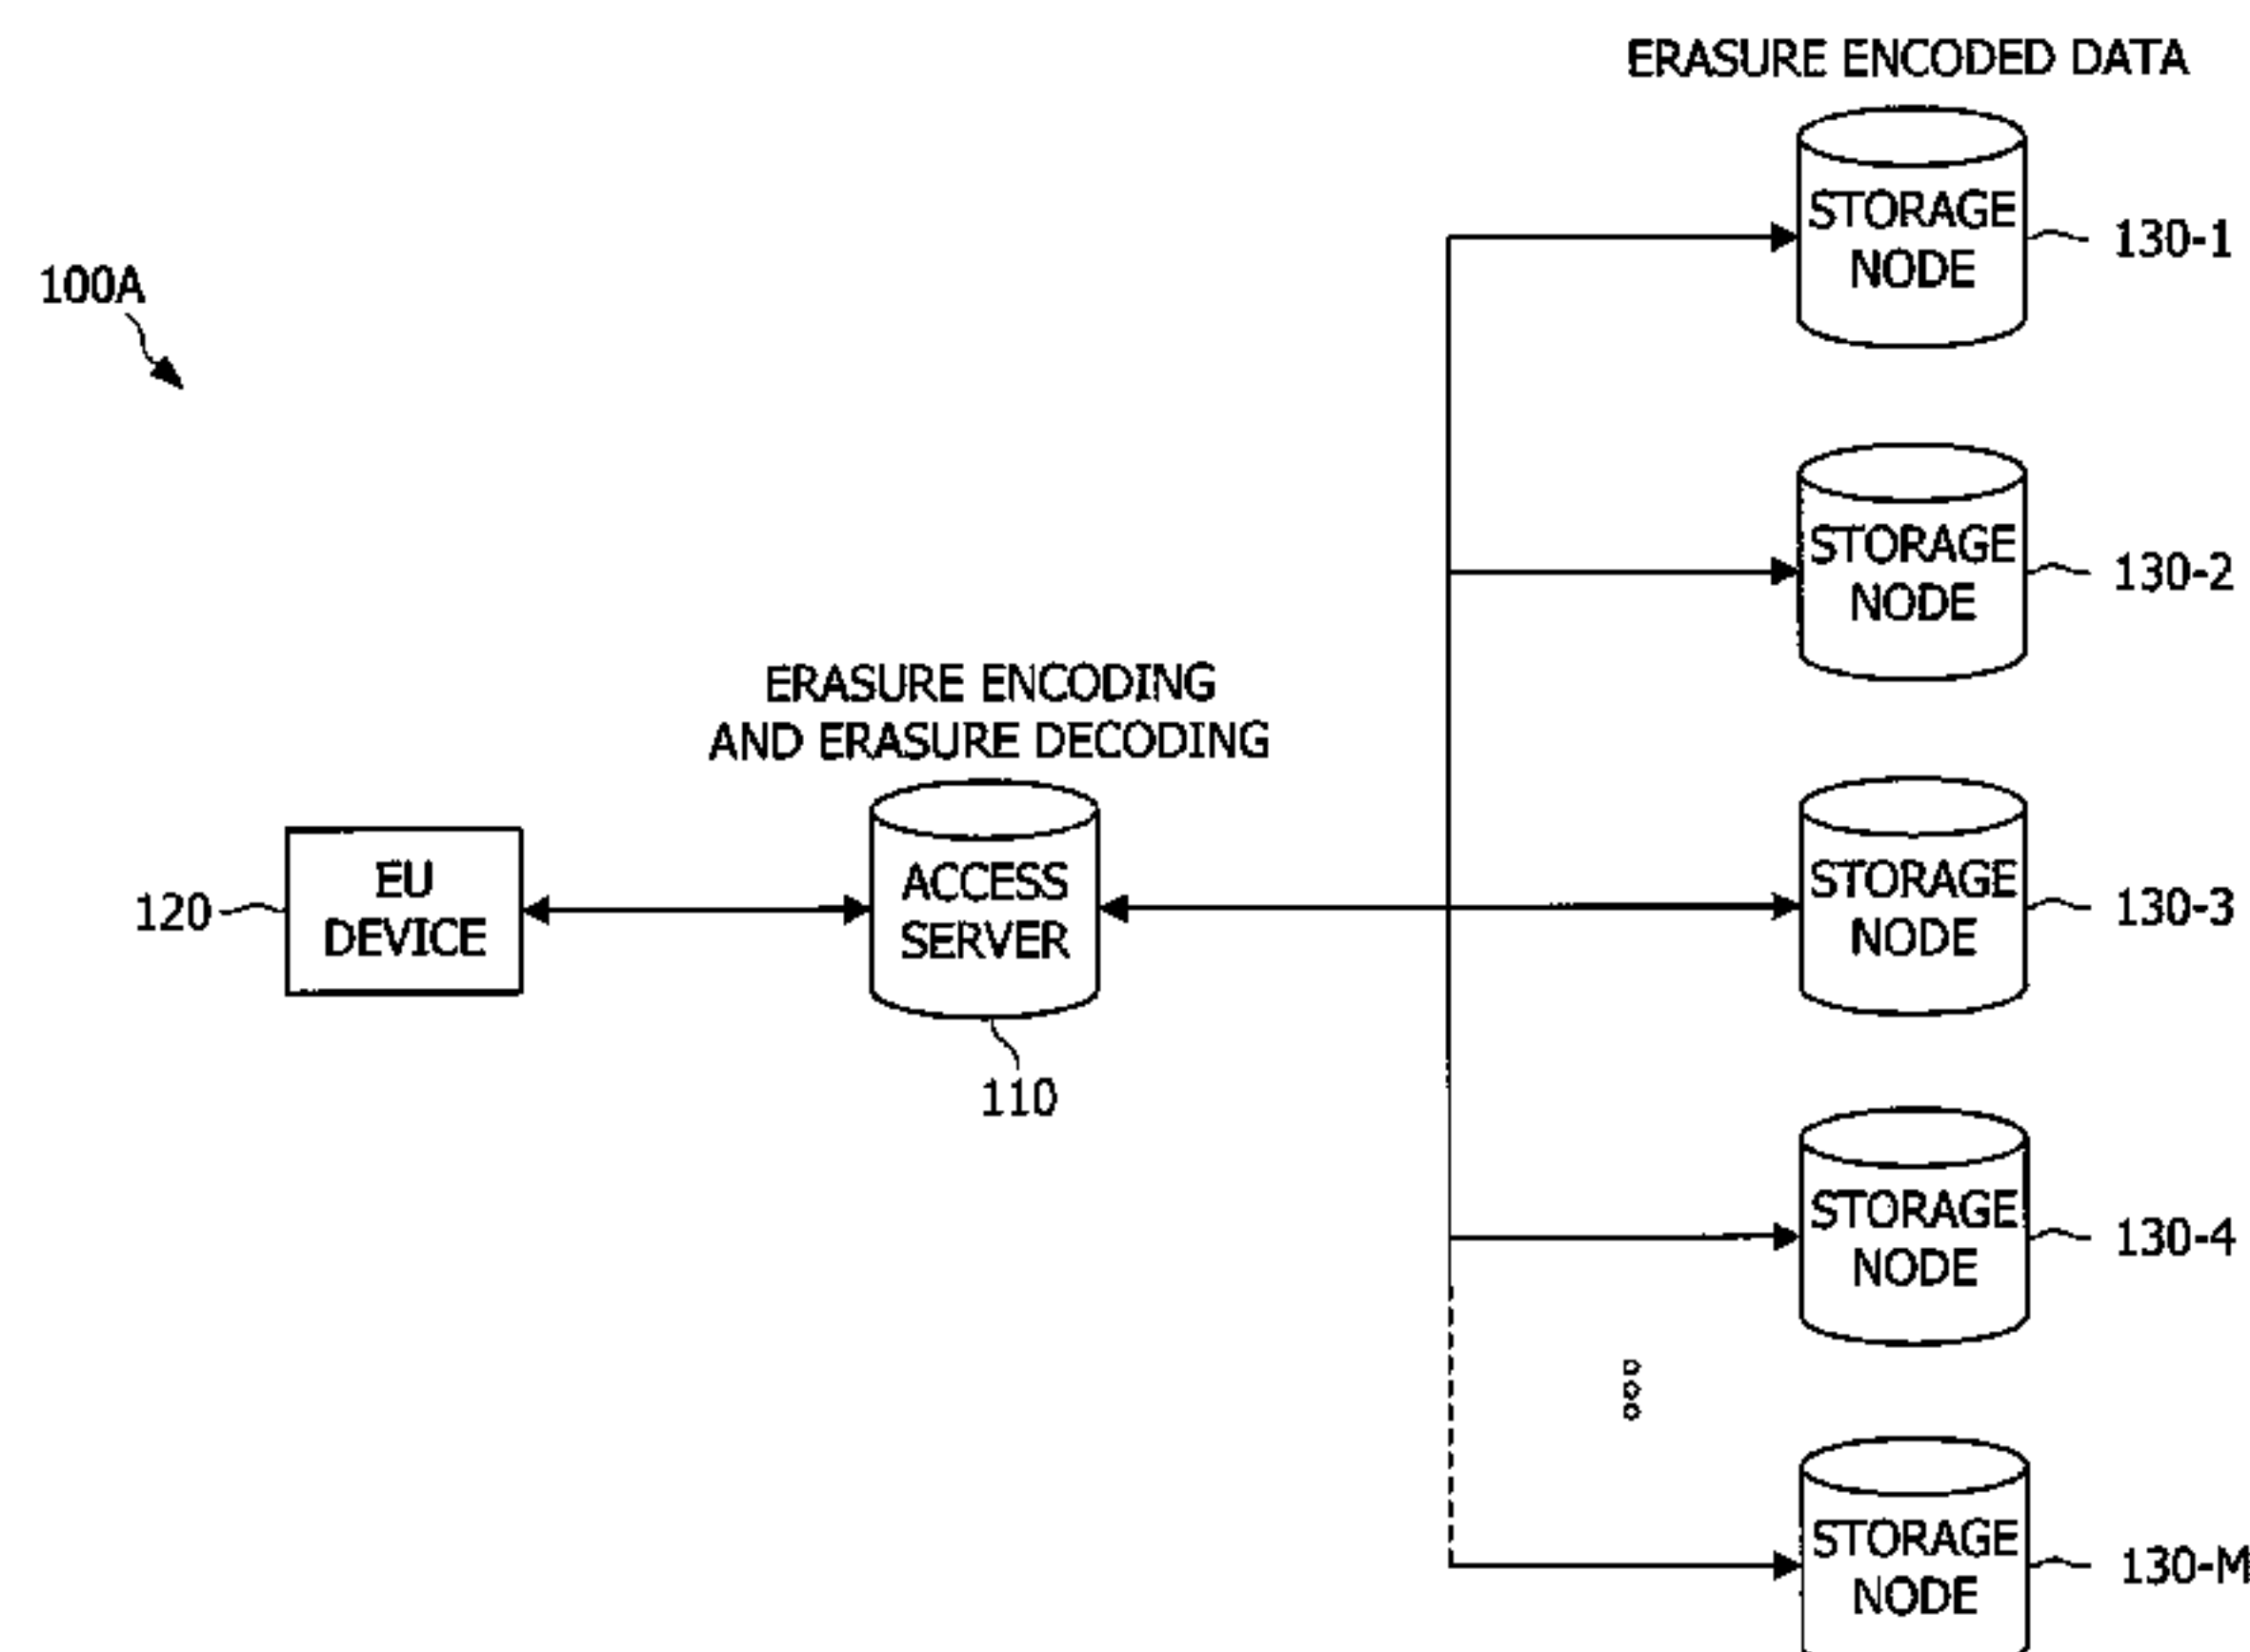 ERASURE ENCODED DATA
STORAGE
NODE
130-1
100A
STORAGE
NODE
130-2
ERASURE ENCODING
AND ERASURE DECODING
EU
DEVICE
120
ACCESS
SERVER
110
STORAGE
NODE
130-3
STORAGE
NODE
130-4
STORAGE
NODE
130-M